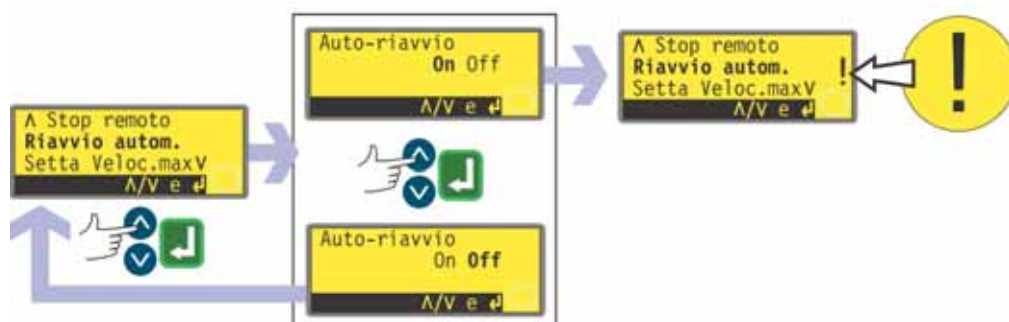 Λ Stop remoto
Riavvio autom.
Setta Veloc.maxV
Λ/V e ↲
Auto-riavvio
On Off
Λ/V e ↲
Auto-riavvio
On Off
Λ/V e ↲
Λ Stop remoto
Riavvio autom. !
Setta Veloc.maxV
Λ/V e ↲
!